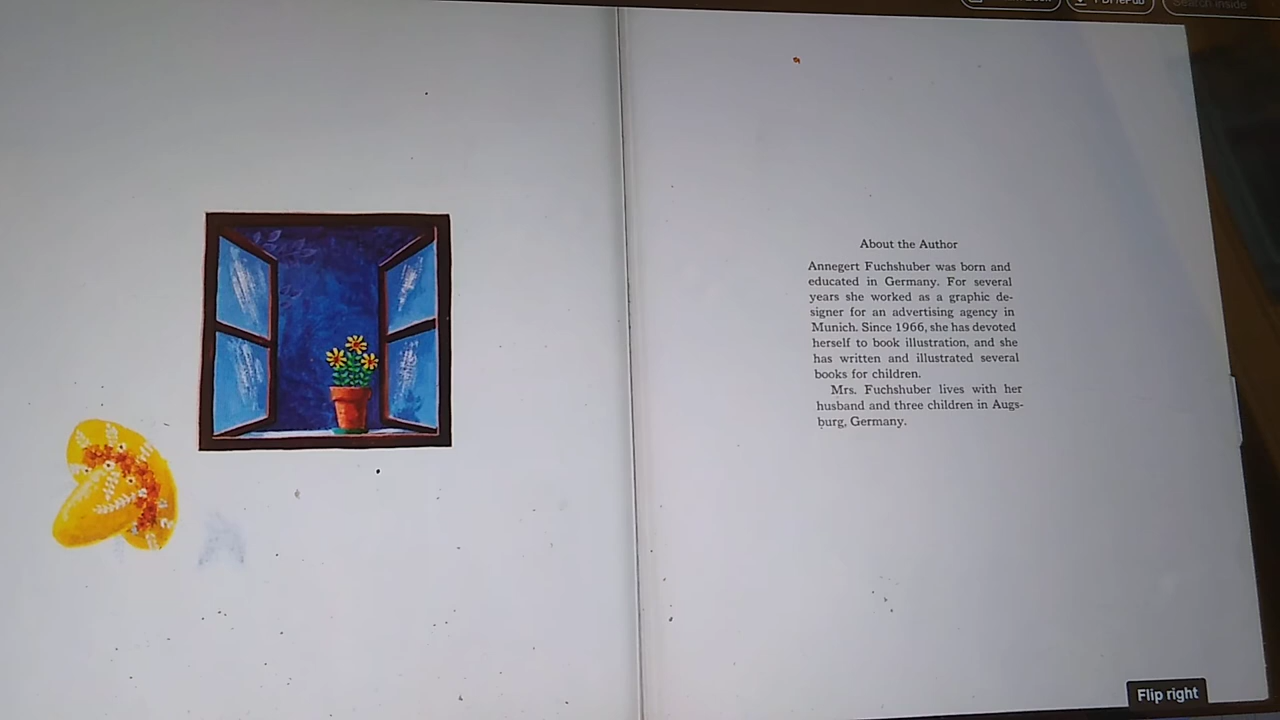 Search inside
About the Author
Annegert Fuchshuber was born and
educated in Germany. For several
years she worked as a graphic de-
signer for an advertising agency in
Munich. Since 1966, she has devoted
herself to book illustration, and she
has written and illustrated several
books for children.
Mrs. Fuchshuber lives with her
husband and three children in Augs-
burg, Germany.
Flip right